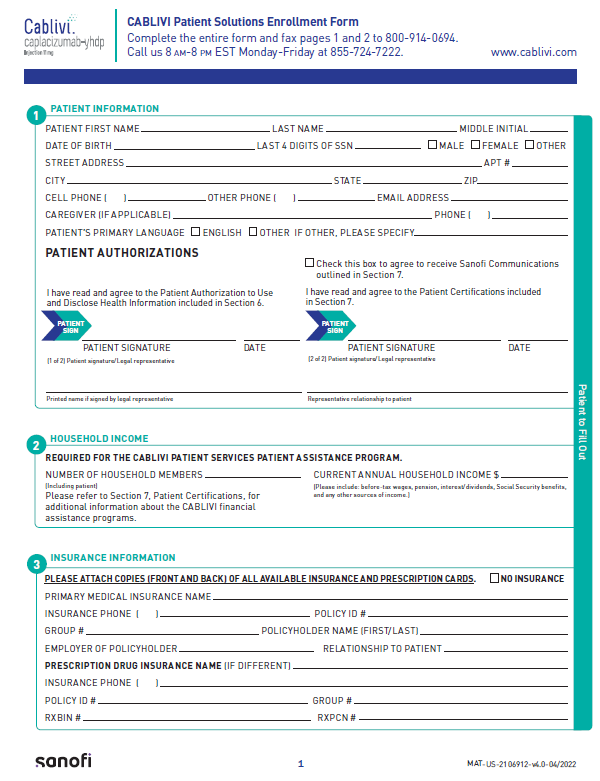 Cablivi.
caplacizumab-yhdp
Injection 11mg
CABLIVI Patient Solutions Enrollment Form
Complete the entire form and fax pages 1 and 2 to 800-914-0694.
Call us 8 AM-8 PM EST Monday-Friday at 855-724-7222.
www.cablivi.com
1 PATIENT INFORMATION
PATIENT FIRST NAME LAST NAME MIDDLE INITIAL
DATE OF BIRTH LAST 4 DIGITS OF SSN MALE FEMALE OTHER
STREET ADDRESS APT #
CITY STATE ZIP
CELL PHONE ( ) OTHER PHONE ( ) EMAIL ADDRESS
CAREGIVER (IF APPLICABLE) PHONE ( )
PATIENT'S PRIMARY LANGUAGE ENGLISH OTHER IF OTHER, PLEASE SPECIFY
PATIENT AUTHORIZATIONS
Check this box to agree to receive Sanofi Communications
outlined in Section 7.
I have read and agree to the Patient Authorization to Use
and Disclose Health Information included in Section 6.
I have read and agree to the Patient Certifications included
in Section 7.
PATIENT
SIGN
PATIENT SIGNATURE DATE
(1 of 2) Patient signature/Legal representative
PATIENT
SIGN
PATIENT SIGNATURE DATE
(2 of 2) Patient signature/Legal representative
Printed name if signed by legal representative
Representative relationship to patient
Patient to Fill Out
2 HOUSEHOLD INCOME
REQUIRED FOR THE CABLIVI PATIENT SERVICES PATIENT ASSISTANCE PROGRAM.
NUMBER OF HOUSEHOLD MEMBERS
(Including patient)
Please refer to Section 7, Patient Certifications, for
additional information about the CABLIVI financial
assistance programs.
CURRENT ANNUAL HOUSEHOLD INCOME $
(Please include: before-tax wages, pension, interest/dividends, Social Security benefits,
and any other sources of income.)
3 INSURANCE INFORMATION
PLEASE ATTACH COPIES (FRONT AND BACK) OF ALL AVAILABLE INSURANCE AND PRESCRIPTION CARDS. NO INSURANCE
PRIMARY MEDICAL INSURANCE NAME
INSURANCE PHONE ( ) POLICY ID #
GROUP # POLICYHOLDER NAME (FIRST/LAST)
EMPLOYER OF POLICYHOLDER RELATIONSHIP TO PATIENT
PRESCRIPTION DRUG INSURANCE NAME (IF DIFFERENT)
INSURANCE PHONE ( )
POLICY ID # GROUP #
RXBIN # RXPCN #
sanofi
1
MAT-US-2106912-v4.0-04/2022